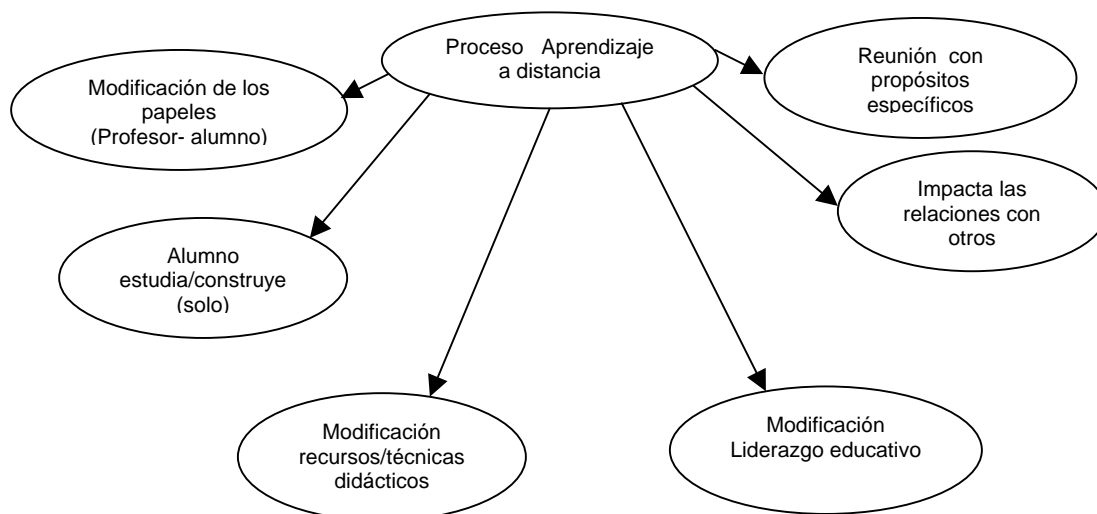 Proceso Aprendizaje
a distancia
Modificación de los
papeles
(Profesor- alumno)
Reunión con
propósitos
específicos
Impacta las
relaciones con
otros
Alumno
estudia/construye
(solo)
Modificación
recursos/técnicas
didácticos
Modificación
Liderazgo educativo